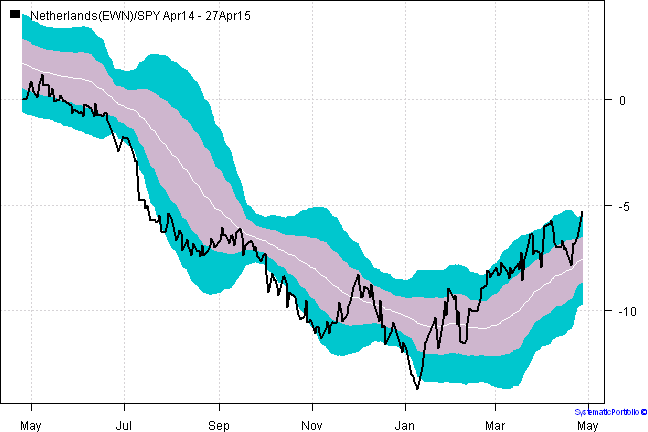 Netherlands(EWN)/SPY Apr14 - 27Apr15
0
-5
-10
May Jul Sep Nov Jan Mar May
SystematicPortfolio ©